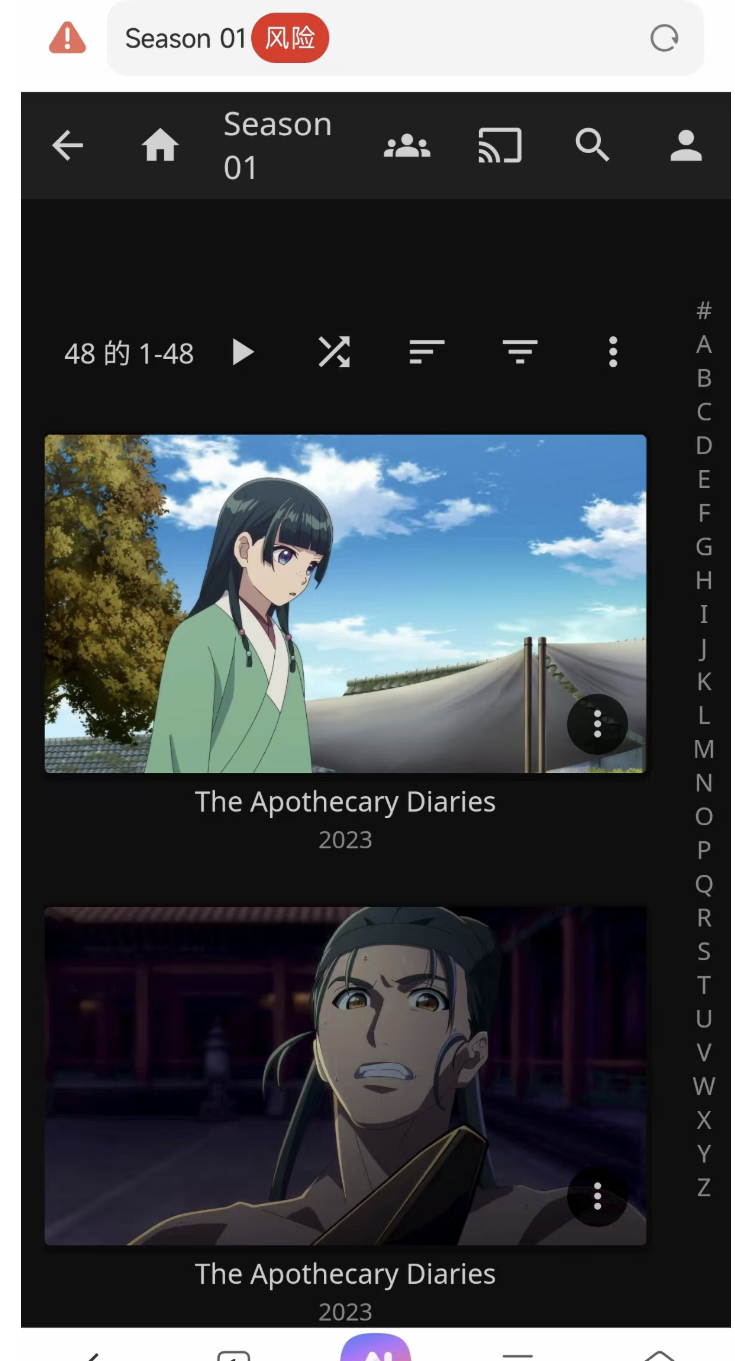 Season 01 风险
Season
01
48 的 1-48
#
A
B
C
D
E
F
G
H
I
J
K
L
M
N
O
P
Q
R
S
T
U
V
W
X
Y
Z
The Apothecary Diaries
2023
The Apothecary Diaries
2023